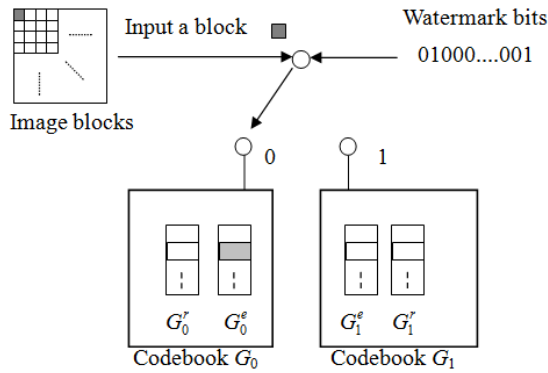 Input a block
Watermark bits
01000....001
Image blocks
0
1
G_0^r G_0^e
G_1^e G_1^r
Codebook G_0
Codebook G_1